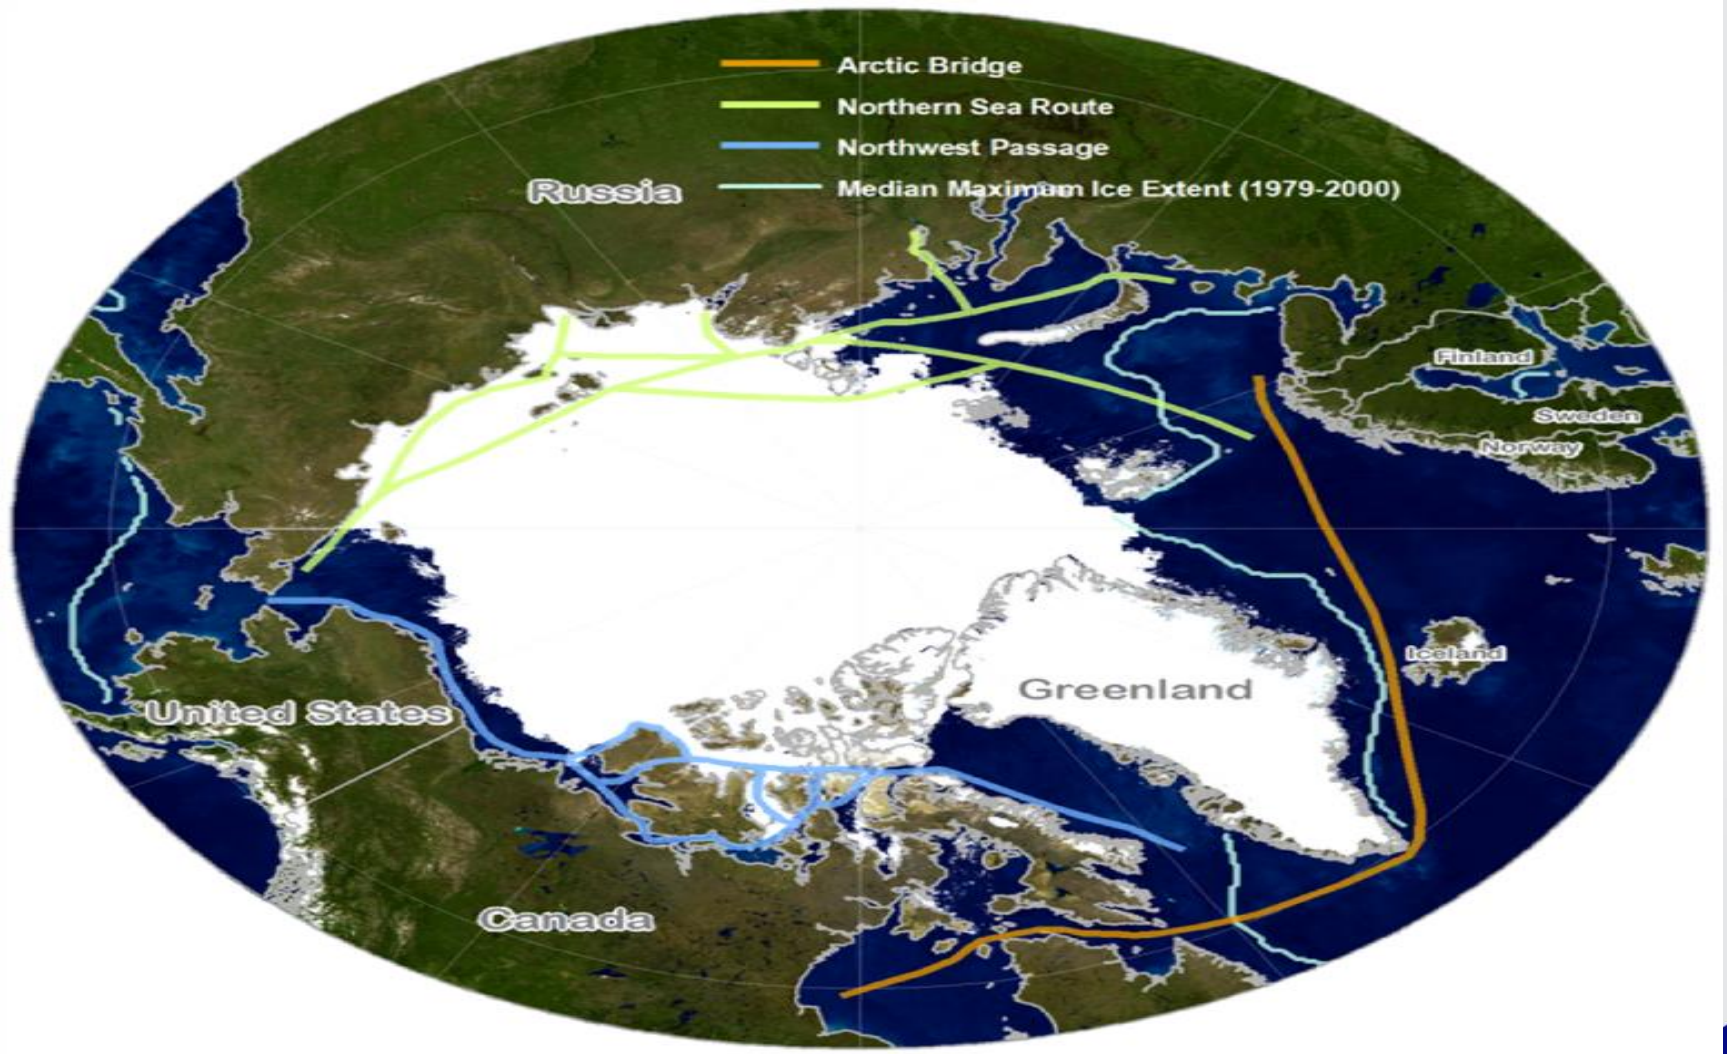 Arctic Bridge
Northern Sea Route
Northwest Passage
Median Maximum Ice Extent (1979-2000)
Russia
Finland
Sweden
Norway
Iceland
Greenland
United States
Canada